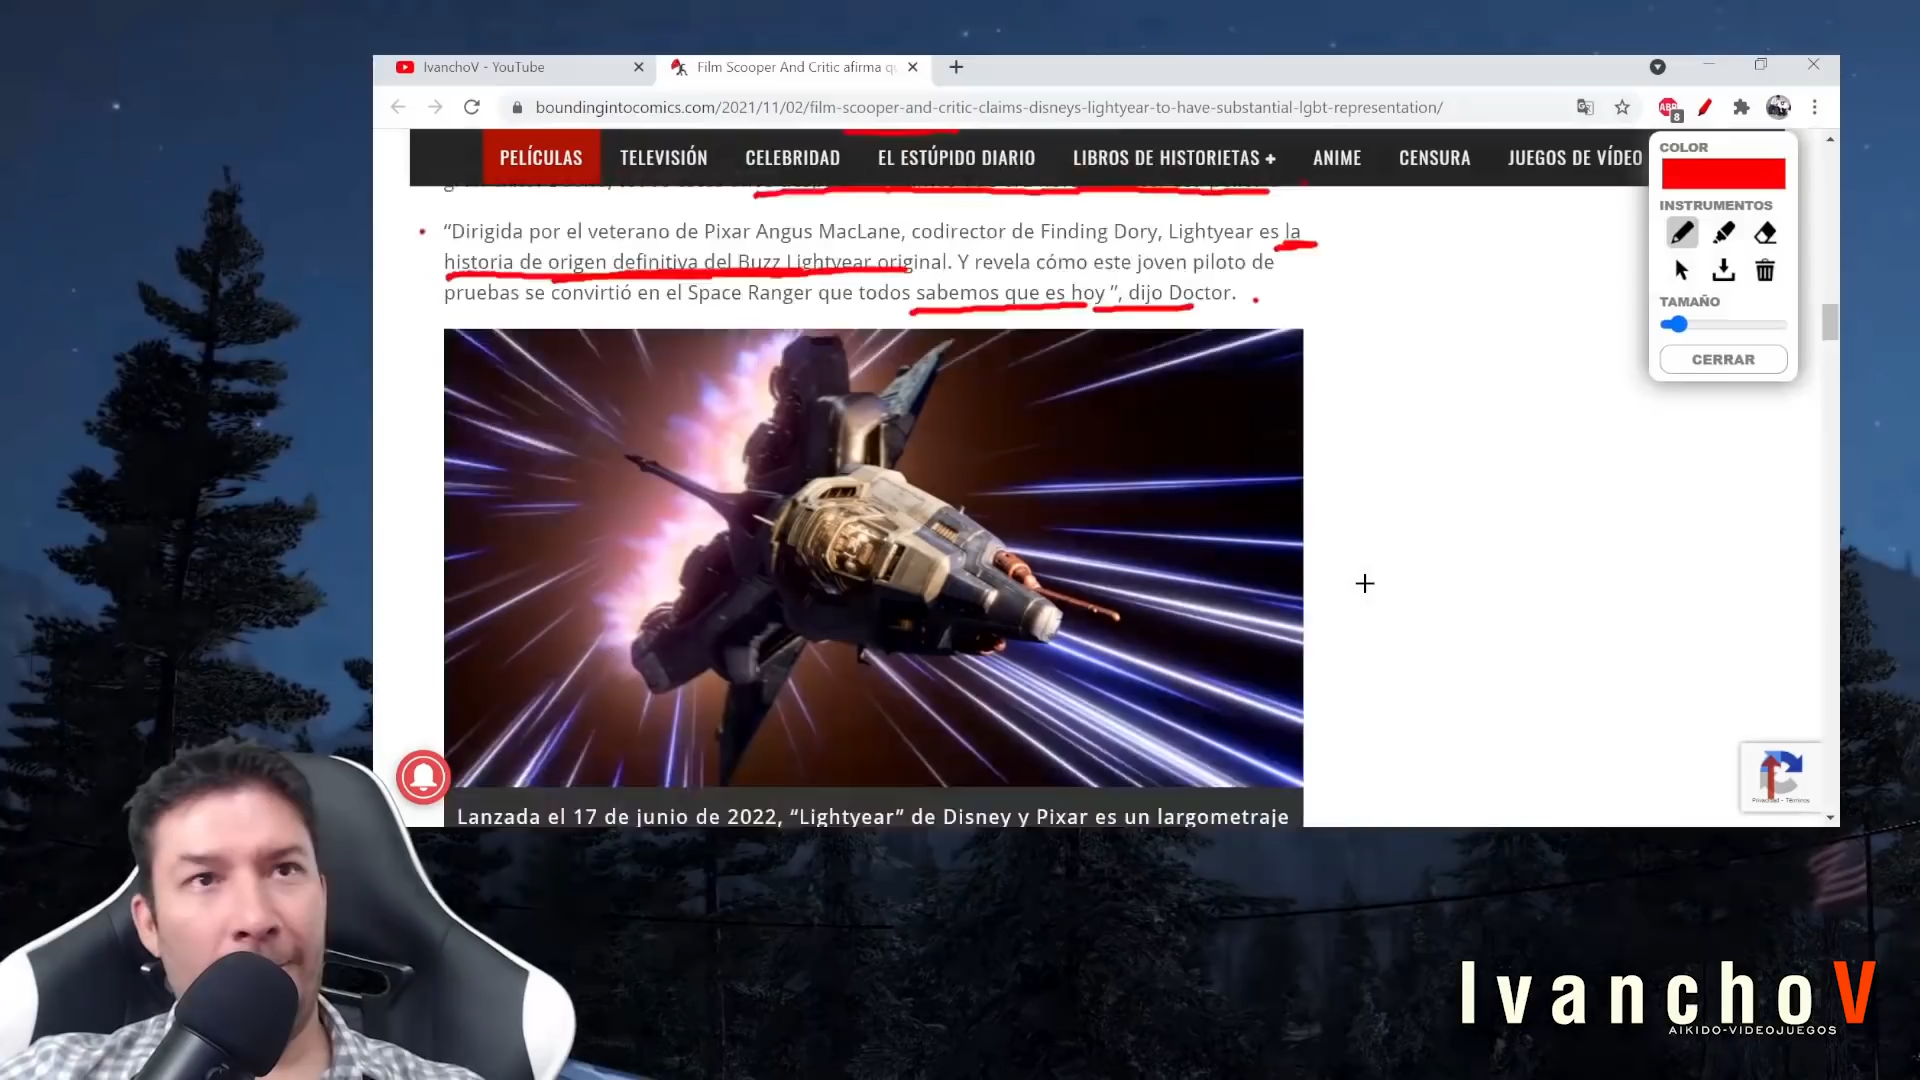 IvanchoV - YouTube
Film Scooper And Critic afirma qu
boundingintocomics.com/2021/11/02/film-scooper-and-critic-claims-disneys-lightyear-to-have-substantial-lgbt-representation/
ABP
8
PELÍCULAS TELEVISIÓN CELEBRIDAD EL ESTÚPIDO DIARIO LIBROS DE HISTORIETAS + ANIME CENSURA JUEGOS DE VÍDEO
COLOR
INSTRUMENTOS
TAMAÑO
CERRAR
“Dirigida por el veterano de Pixar Angus MacLane, codirector de Finding Dory, Lightyear es la
historia de origen definitiva del Buzz Lightyear original. Y revela cómo este joven piloto de
pruebas se convirtió en el Space Ranger que todos sabemos que es hoy ”, dijo Doctor.
Privacidad - Términos
Lanzada el 17 de junio de 2022, “Lightyear” de Disney y Pixar es un largometraje
IvanchoV
AIKIDO-VIDEOJUEGOS